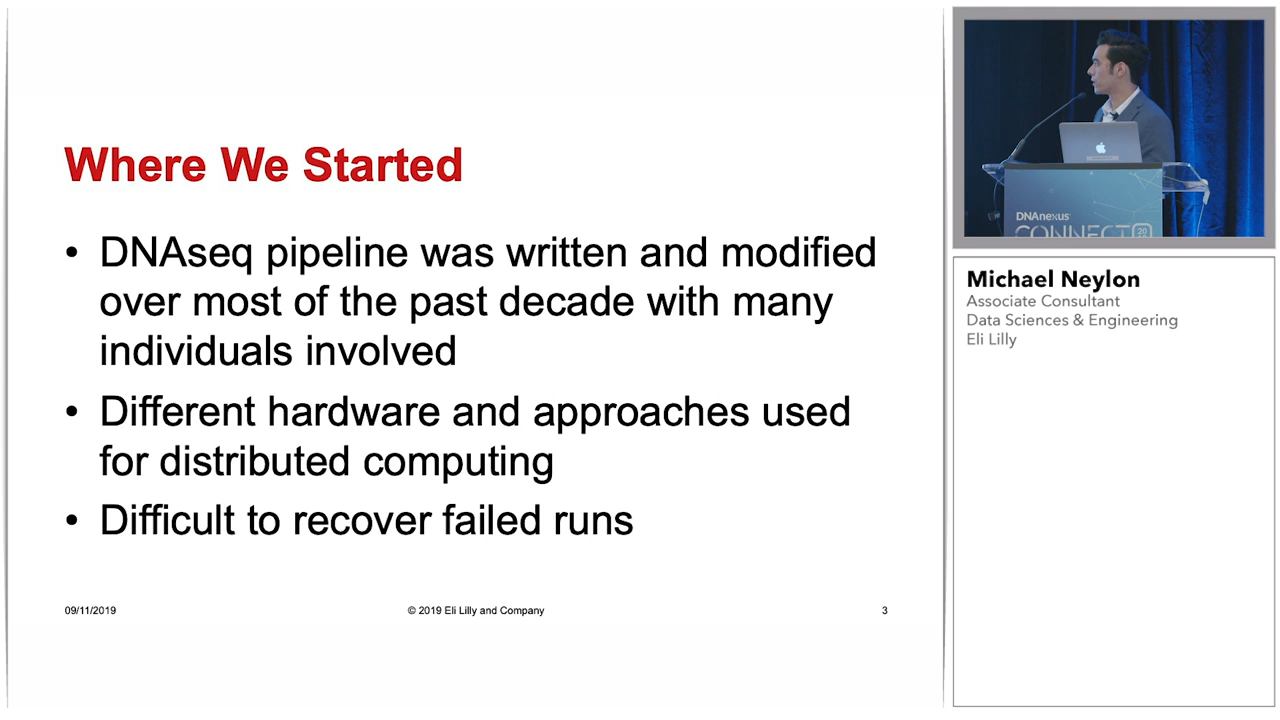 Where We Started
• DNAseq pipeline was written and modified
over most of the past decade with many
individuals involved
• Different hardware and approaches used
for distributed computing
• Difficult to recover failed runs
09/11/2019
© 2019 Eli Lilly and Company
3
DNAnexus
CONNECT
Michael Neylon
Associate Consultant
Data Sciences & Engineering
Eli Lilly